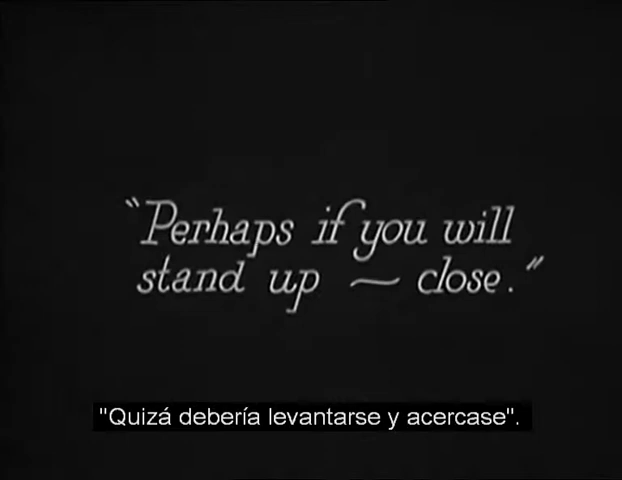 "Perhaps if you will
stand up ~ close."
"Quizá debería levantarse y acercase".